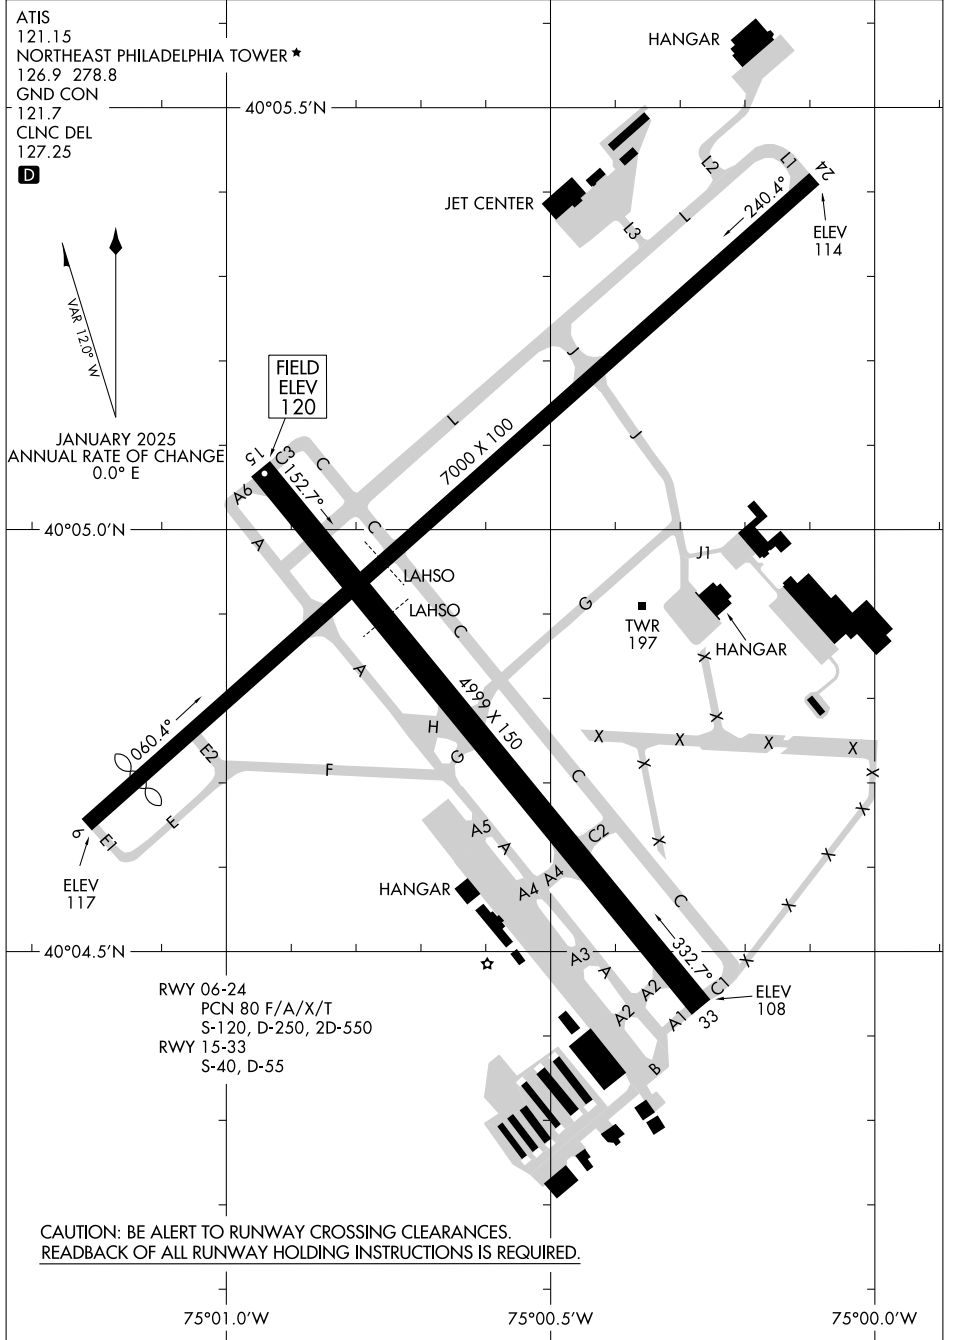 ATIS
121.15
NORTHEAST PHILADELPHIA TOWER ★
126.9 278.8
GND CON
121.7
CLNC DEL
127.25
D
HANGAR
40°05.5'N
JET CENTER
L2
L1
24
240.4°
L3
L
ELEV
114
VAR 12.0° W
JANUARY 2025
ANNUAL RATE OF CHANGE
0.0° E
FIELD
ELEV
120
J
L
J
7000 X 100
15
C3
C
152.7°
A6
40°05.0'N
C
A
J1
LAHSO
LAHSO
G
TWR
197
HANGAR
C
A
X
4999 X 150
X
H
060.4°
E2
G
F
X
X
X
X
X
X
C
X
6
E1
E
A5
A
C2
X
X
ELEV
117
HANGAR
A4
A4
C
X
332.7°
40°04.5'N
A3
A
X
RWY 06-24
PCN 80 F/A/X/T
S-120, D-250, 2D-550
RWY 15-33
S-40, D-55
A2
A2
C1
A1
33
ELEV
108
B
CAUTION: BE ALERT TO RUNWAY CROSSING CLEARANCES.
READBACK OF ALL RUNWAY HOLDING INSTRUCTIONS IS REQUIRED.
75°01.0'W
75°00.5'W
75°00.0'W